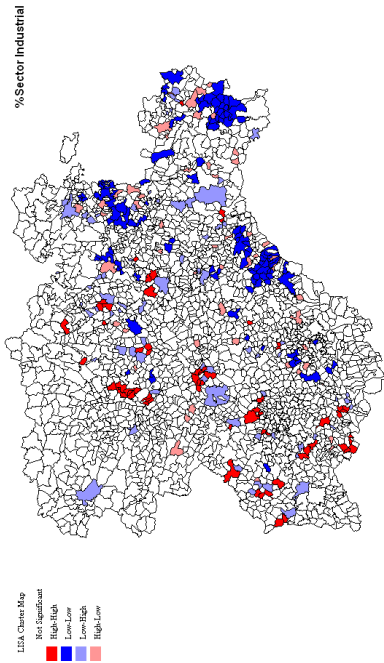 %Sector Industrial
LISA Cluster Map
Not Significant
High-High
Low-Low
Low-High
High-Low